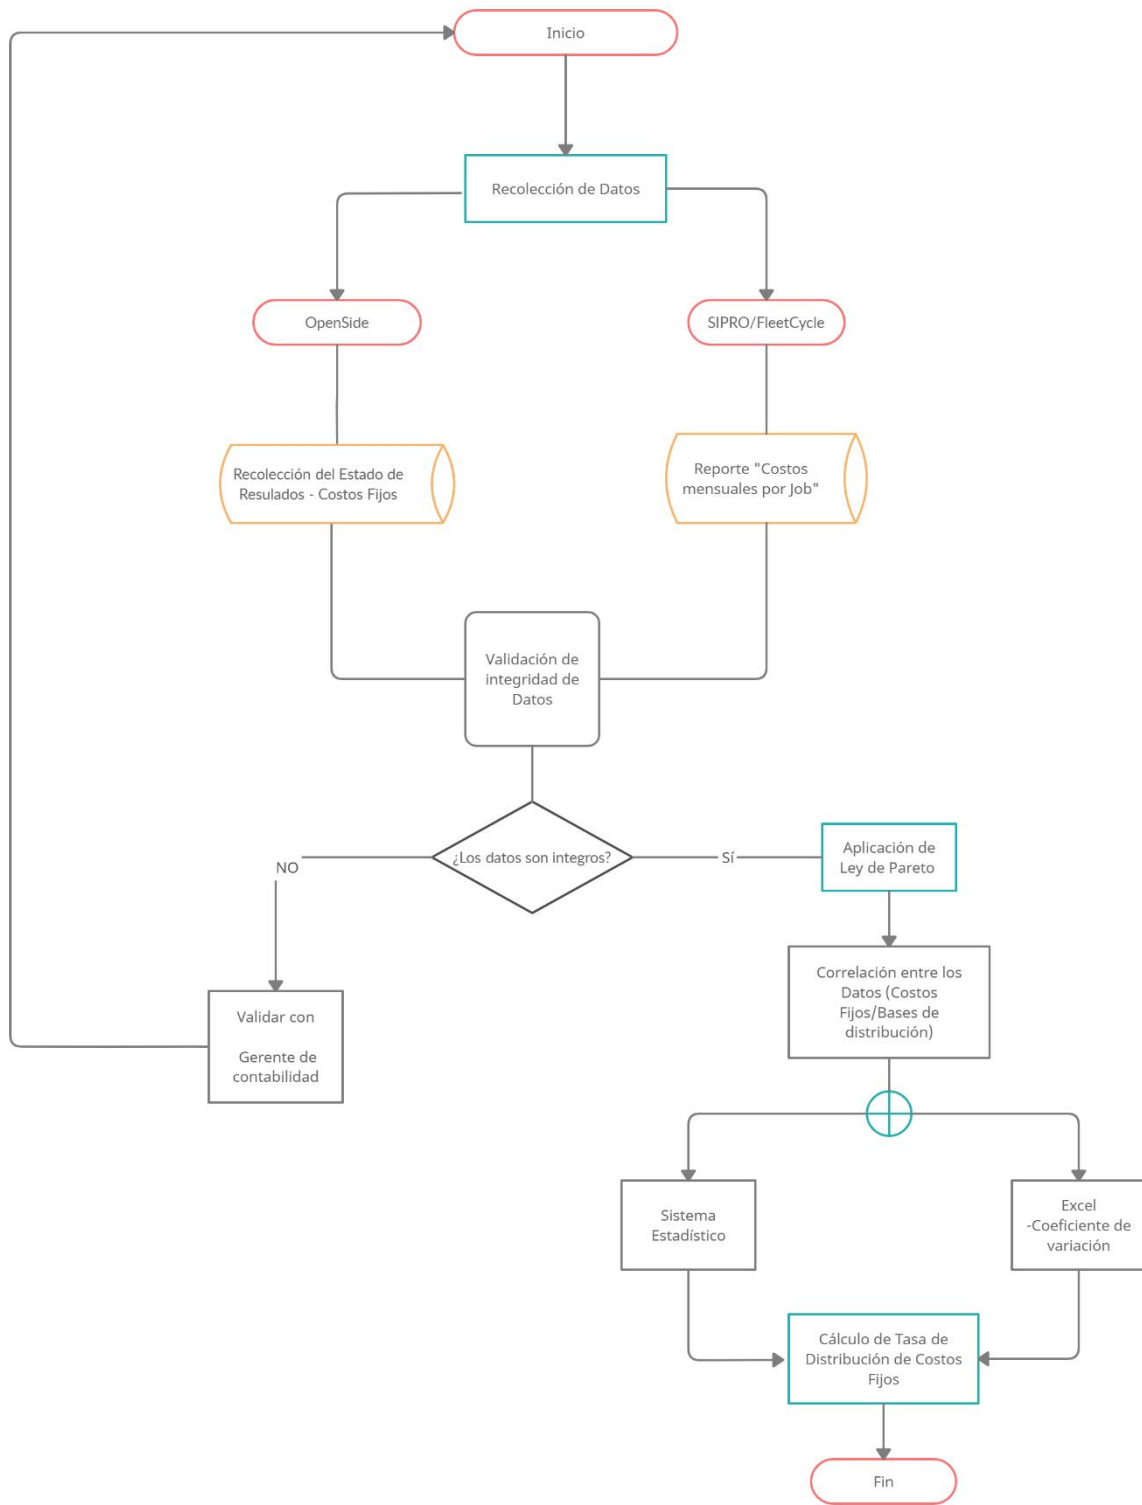 Inicio
Recolección de Datos
OpenSide
SIPRO/FleetCycle
Recolección del Estado de
Resulados - Costos Fijos
Reporte "Costos
mensuales por Job"
Validación de
integridad de
Datos
¿Los datos son integros?
NO
Sí
Aplicación de
Ley de Pareto
Correlación entre los
Datos (Costos
Fijos/Bases de
distribución)
Validar con
Gerente de
contabilidad
Sistema
Estadístico
Excel
-Coeficiente de
variación
Cálculo de Tasa de
Distribución de Costos
Fijos
Fin